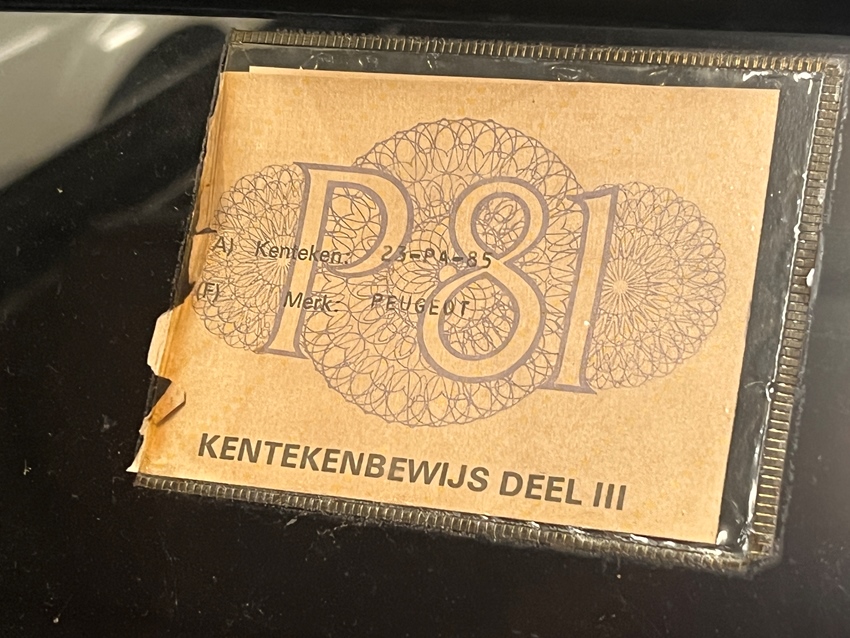 P81
A) Kenteken: 23-PA-85
(F) Merk: PEUGEOT
KENTEKENBEWIJS DEEL III